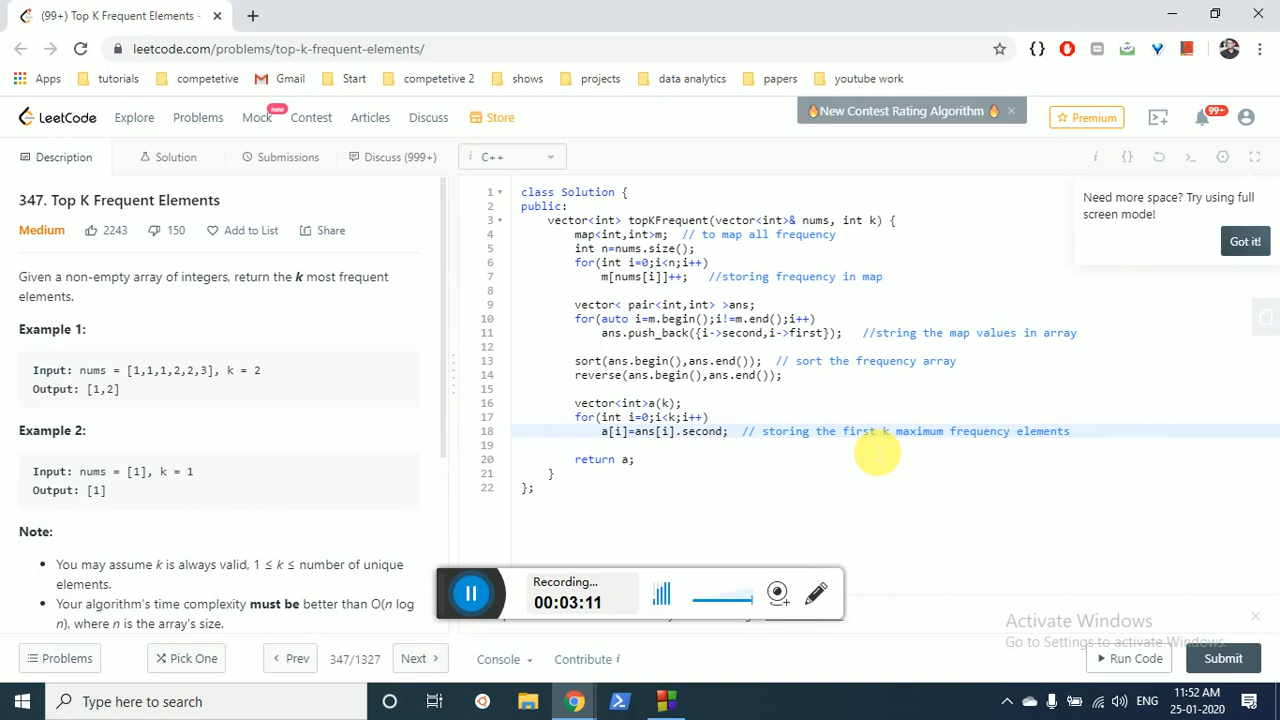 (99+) Top K Frequent Elements -
leetcode.com/problems/top-k-frequent-elements/
Apps tutorials competetive Gmail Start competetive 2 shows projects data analytics papers youtube work
LeetCode Explore Problems Mock new Contest Articles Discuss Store
🔥New Contest Rating Algorithm 🔥 ×
Premium 99+
Description Solution Submissions Discuss (999+) i C++
347. Top K Frequent Elements
Medium 2243 150 Add to List Share
Given a non-empty array of integers, return the k most frequent
elements.
Example 1:
Input: nums = [1,1,1,2,2,3], k = 2
Output: [1,2]
Example 2:
Input: nums = [1], k = 1
Output: [1]
Note:
• You may assume k is always valid, 1 ≤ k ≤ number of unique
elements.
• Your algorithm's time complexity must be better than O(n log
n), where n is the array's size.
1 class Solution {
2 public:
3 vector<int> topKFrequent(vector<int>& nums, int k) {
4 map<int,int>m; // to map all frequency
5 int n=nums.size();
6 for(int i=0;i<n;i++)
7 m[nums[i]]++; //storing frequency in map
8
9 vector< pair<int,int> >ans;
10 for(auto i=m.begin();i!=m.end();i++)
11 ans.push_back({i->second,i->first}); //string the map values in array
12
13 sort(ans.begin(),ans.end()); // sort the frequency array
14 reverse(ans.begin(),ans.end());
15
16 vector<int>a(k);
17 for(int i=0;i<k;i++)
18 a[i]=ans[i].second; // storing the first k maximum frequency elements
19
20 return a;
21 }
22 };
Need more space? Try using full
screen mode!
Got it!
Recording...
00:03:11
Activate Windows
Go to Settings to activate Windows.
Problems Pick One Prev 347/1327 Next Console Contribute i Run Code Submit
Type here to search
ENG
11:52 AM
25-01-2020